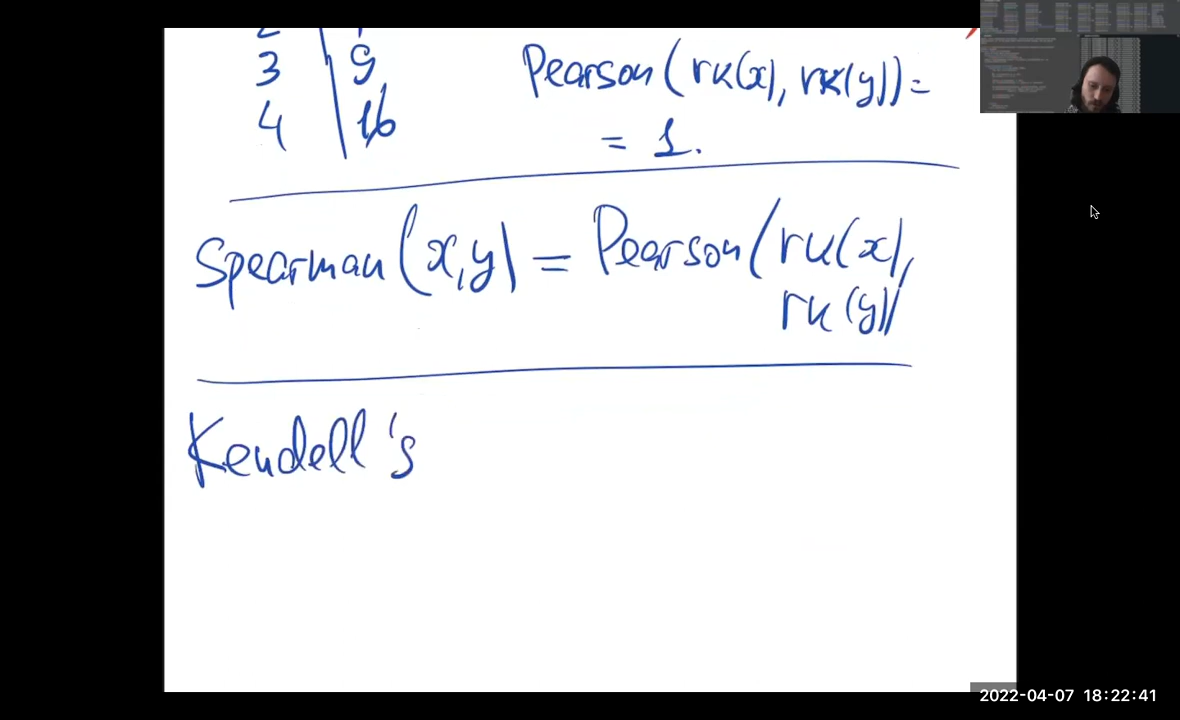 3 9
Pearson(rk(x), rk(y)) =
4 16
= 1.
Spearman(x,y) = Pearson(rk(x),
rk(y))
Kendell's
2022-04-07 18:22:41